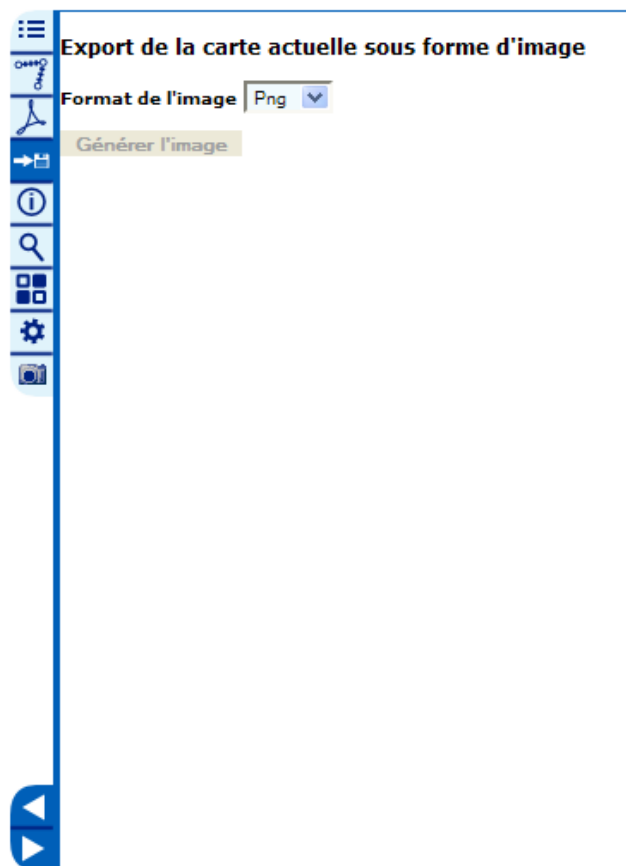 Export de la carte actuelle sous forme d'image
Format de l'image Png
Générer l'image